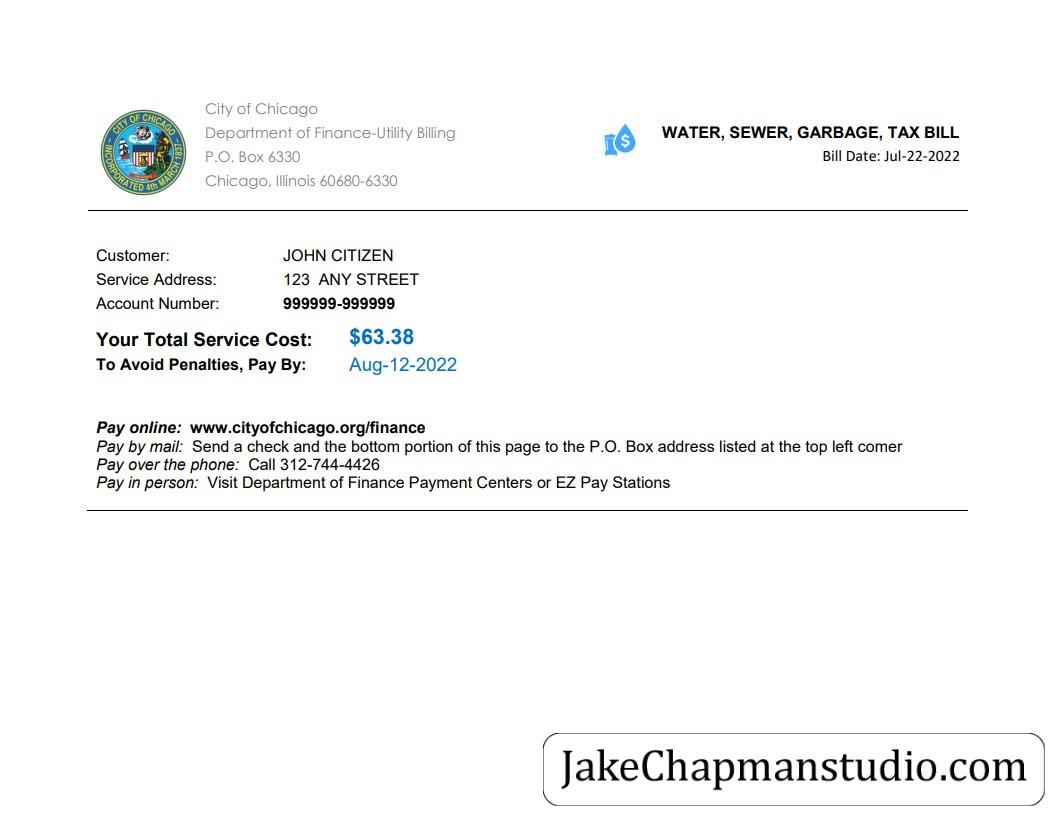 CITY OF CHICAGO
INCORPORATED 4th MARCH 1837
City of Chicago
Department of Finance-Utility Billing
P.O. Box 6330
Chicago, Illinois 60680-6330
$
WATER, SEWER, GARBAGE, TAX BILL
Bill Date: Jul-22-2022
Customer: JOHN CITIZEN
Service Address: 123 ANY STREET
Account Number: 999999-999999
Your Total Service Cost: $63.38
To Avoid Penalties, Pay By: Aug-12-2022
Pay online: www.cityofchicago.org/finance
Pay by mail: Send a check and the bottom portion of this page to the P.O. Box address listed at the top left comer
Pay over the phone: Call 312-744-4426
Pay in person: Visit Department of Finance Payment Centers or EZ Pay Stations
JakeChapmanstudio.com